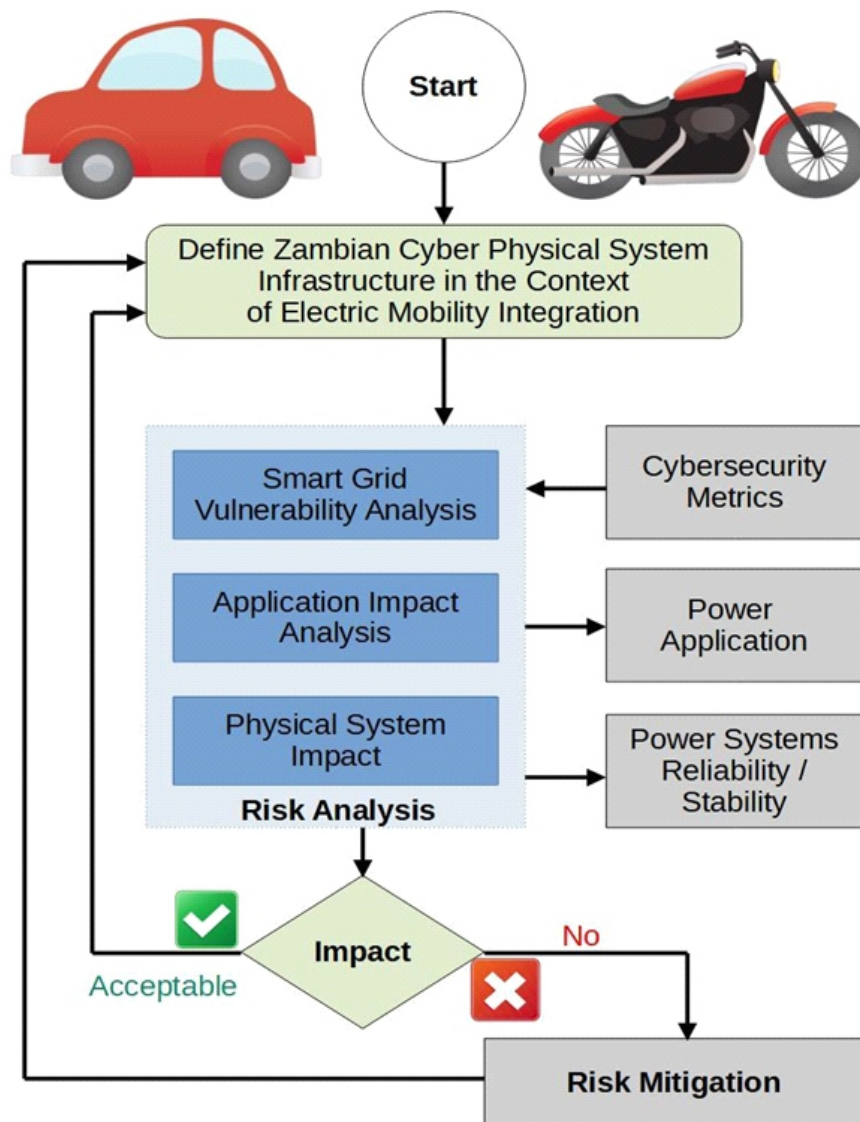 Start
Define Zambian Cyber Physical System
Infrastructure in the Context
of Electric Mobility Integration
Smart Grid
Vulnerability Analysis
Cybersecurity
Metrics
Application Impact
Analysis
Power
Application
Physical System
Impact
Power Systems
Reliability /
Stability
Risk Analysis
Impact
No
Acceptable
Risk Mitigation